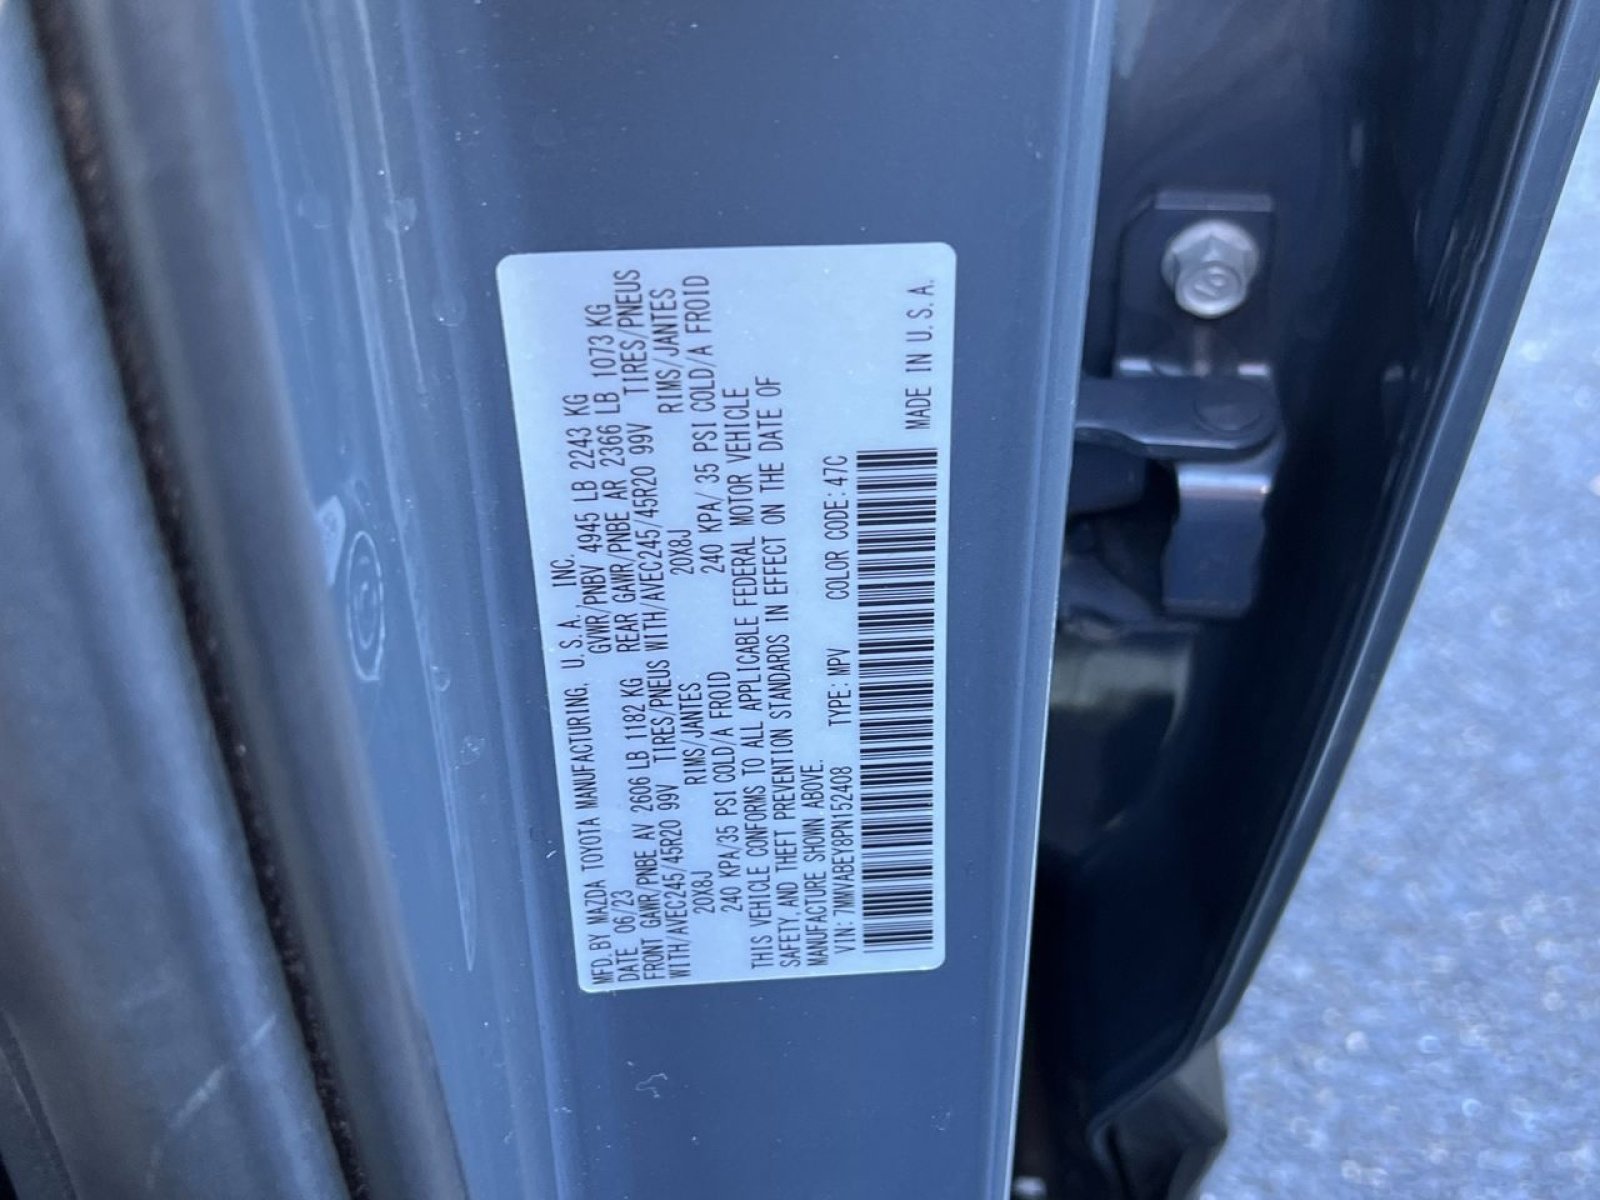 MFD. BY MAZDA TOYOTA MANUFACTURING, U.S.A., INC.
DATE 06/23 GVWR/PNBV 4945 LB 2243 KG
FRONT GAWR/PNBE AV 2606 LB 1182 KG REAR GAWR/PNBE AR 2366 LB 1073 KG
WITH/AVEC245/45R20 99V TIRES/PNEUS WITH/AVEC245/45R20 99V TIRES/PNEUS
20X8J RIMS/JANTES 20X8J RIMS/JANTES
240 KPA/35 PSI COLD/A FROID 240 KPA/ 35 PSI COLD/A FROID
THIS VEHICLE CONFORMS TO ALL APPLICABLE FEDERAL MOTOR VEHICLE
SAFETY AND THEFT PREVENTION STANDARDS IN EFFECT ON THE DATE OF
MANUFACTURE SHOWN ABOVE.
VIN: 7MMVABEY8PN152408 TYPE: MPV COLOR CODE: 47C
MADE IN U.S.A.